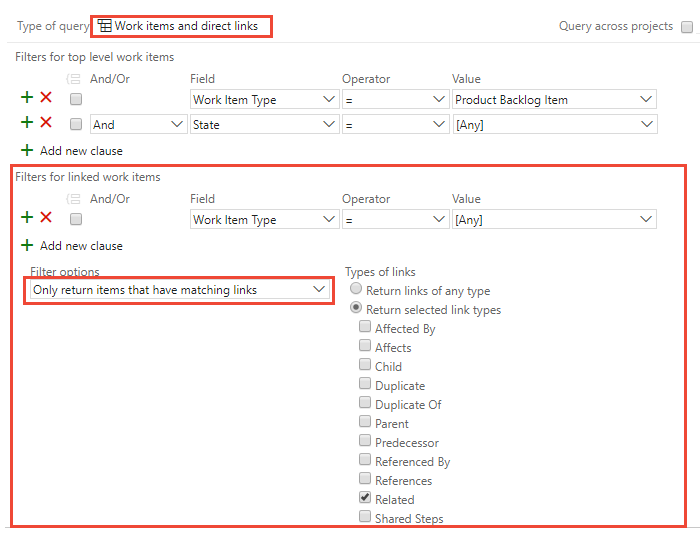 Type of query Work items and direct links Query across projects
Filters for top level work items
And/Or Field Operator Value
Work Item Type = Product Backlog Item
And State = [Any]
+ Add new clause
Filters for linked work items
And/Or Field Operator Value
Work Item Type = [Any]
+ Add new clause
Filter options Types of links
Only return items that have matching links Return links of any type
Return selected link types
Affected By
Affects
Child
Duplicate
Duplicate Of
Parent
Predecessor
Referenced By
References
Related
Shared Steps